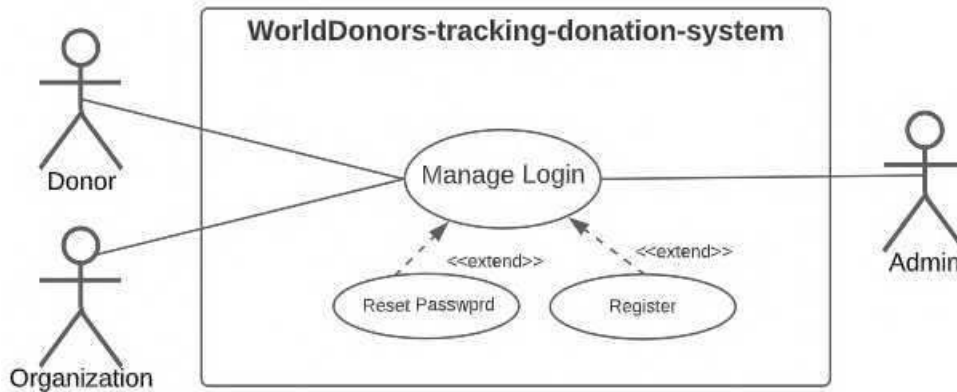 WorldDonors-tracking-donation-system
Donor
Manage Login
Organization
Admin
<<extend>>
<<extend>>
Reset Passwprd
Register